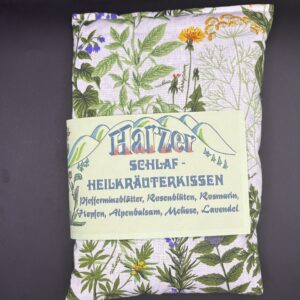 Harzer
SCHLAF -
HEILKRÄUTERKISSEN
Pfefferminzblätter, Rosenblüten, Rosmarin,
Hopfen, Alpenbalsam, Melisse, Lavendel